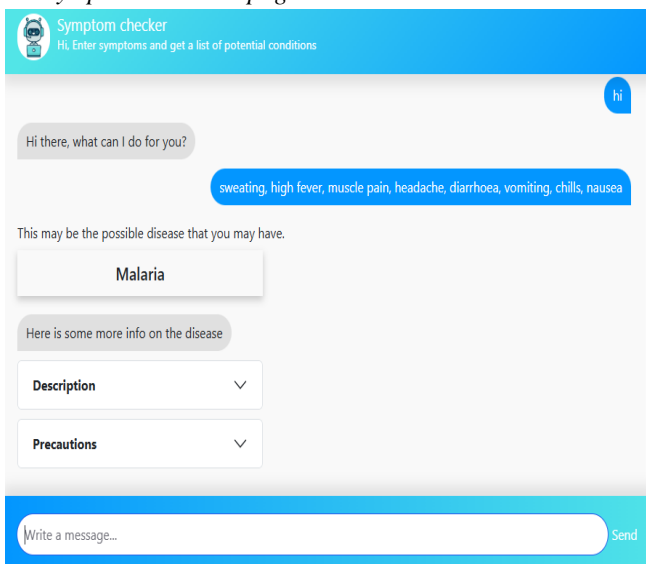 Symptom checker
Hi, Enter symptoms and get a list of potential conditions
hi
Hi there, what can I do for you?
sweating, high fever, muscle pain, headache, diarrhoea, vomiting, chills, nausea
This may be the possible disease that you may have.
Malaria
Here is some more info on the disease
Description
Precautions
Write a message...
Send